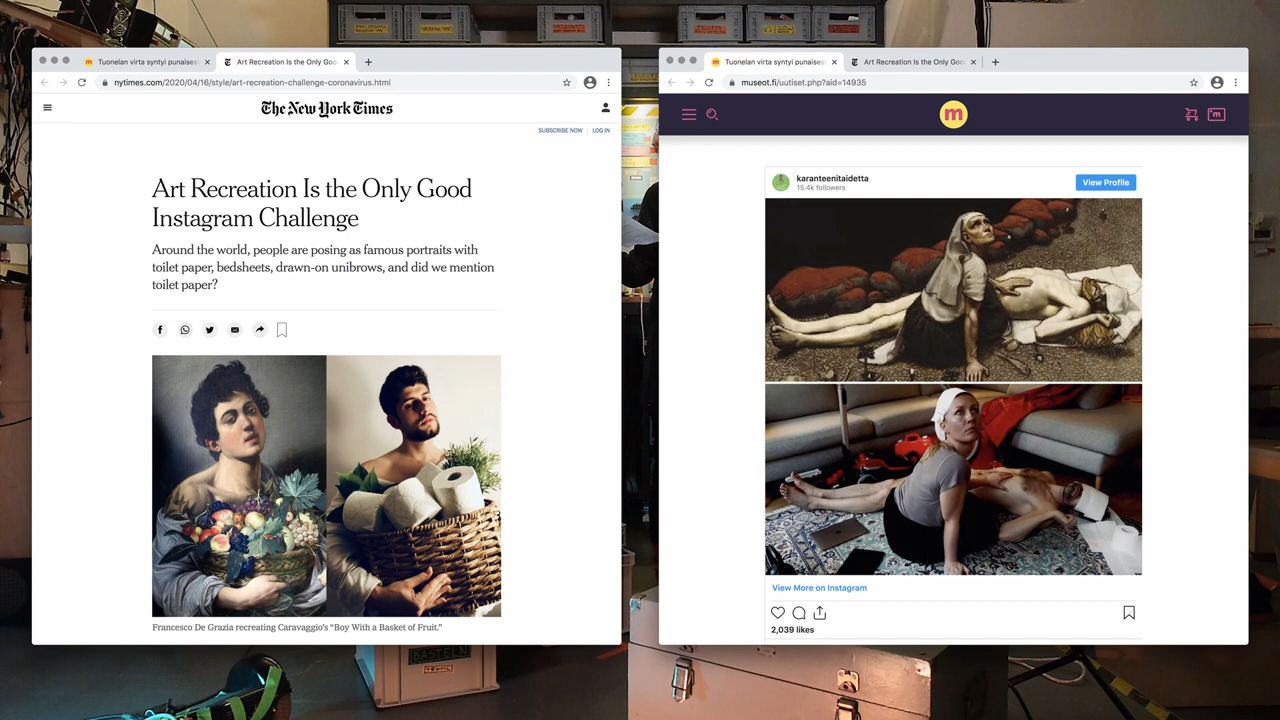 Tuonelan virta syntyi punaises
Art Recreation Is the Only Goo
nytimes.com/2020/04/16/style/art-recreation-challenge-coronavirus.html
The New York Times
SUBSCRIBE NOW | LOG IN
Art Recreation Is the Only Good
Instagram Challenge
Around the world, people are posing as famous portraits with
toilet paper, bedsheets, drawn-on unibrows, and did we mention
toilet paper?
Francesco De Grazia recreating Caravaggio's “Boy With a Basket of Fruit.”
Tuonelan virta syntyi punaises
Art Recreation Is the Only Goo
museot.fi/uutiset.php?aid=14935
m
karanteenitaidetta
15.4k followers
View Profile
View More on Instagram
2,039 likes
BASTELN